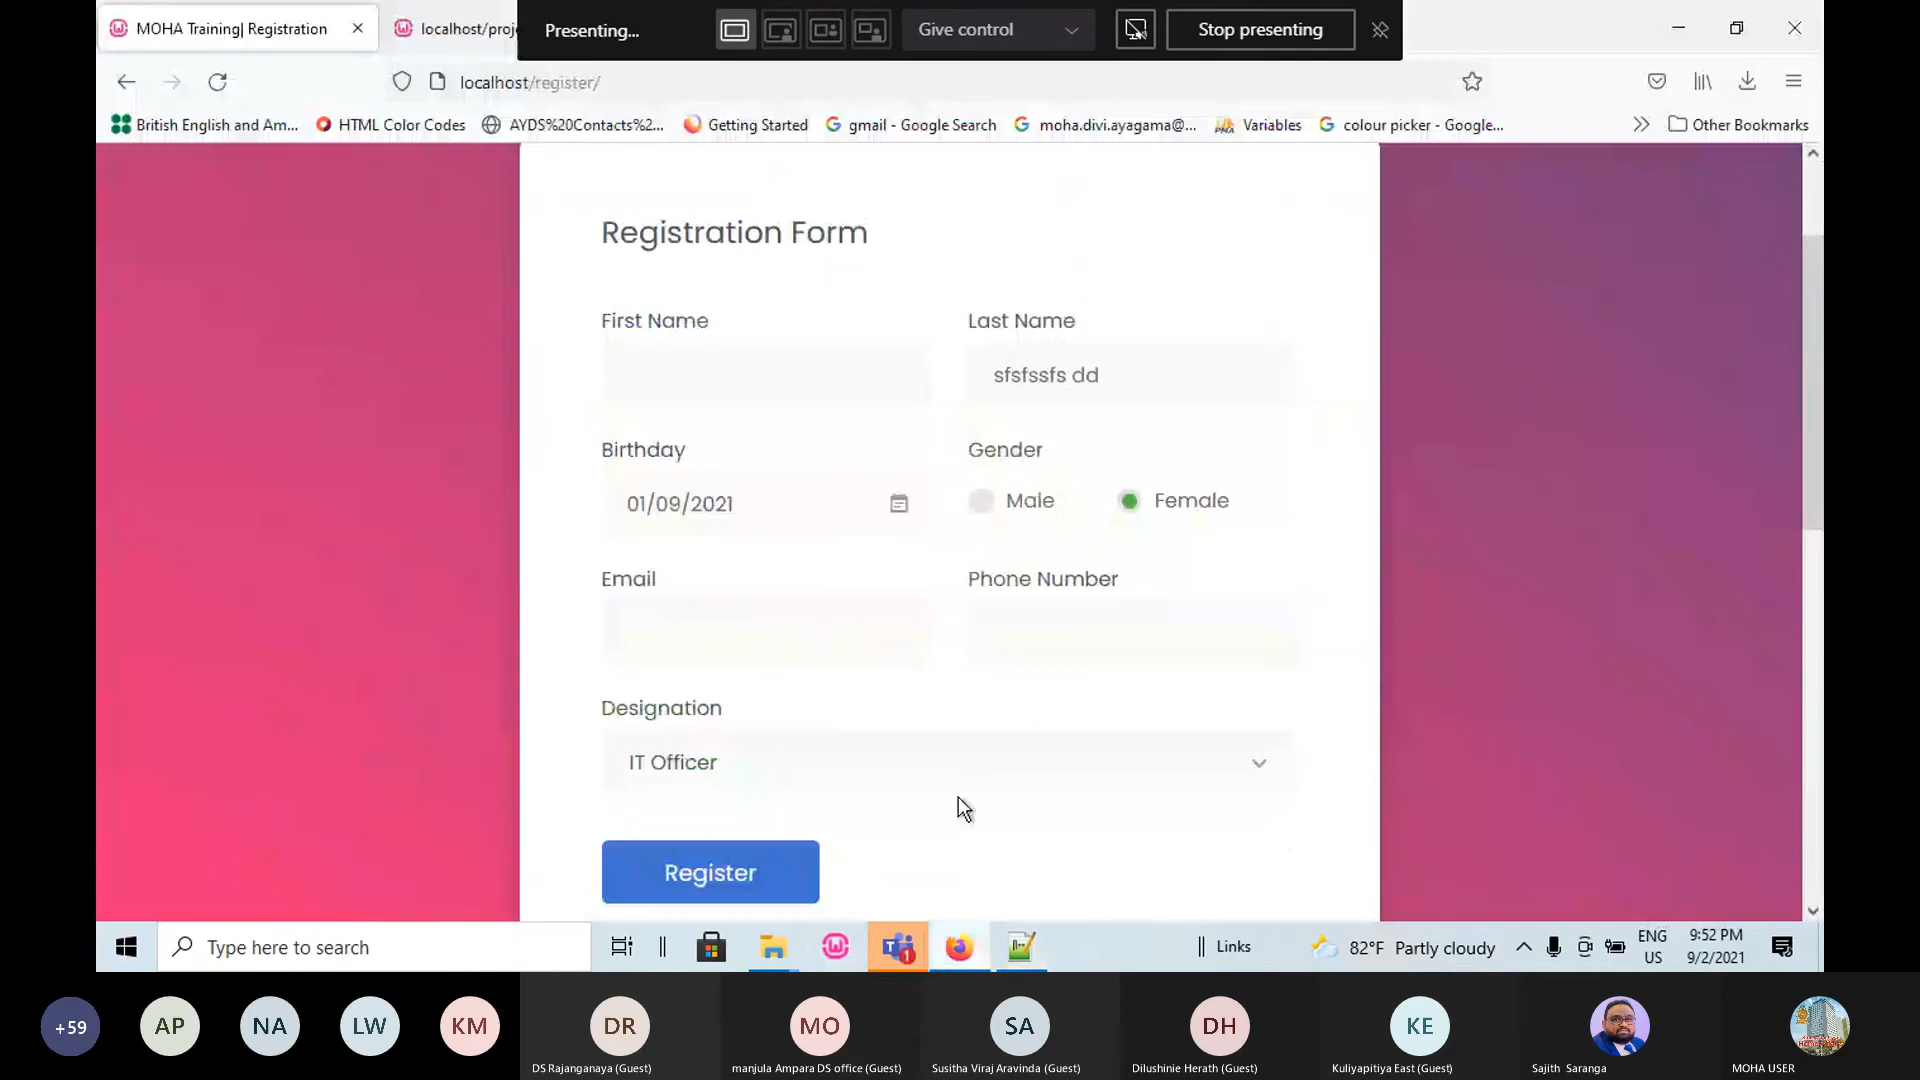 MOHA Training| Registration
localhost/proje
Presenting...
Give control
Stop presenting
localhost/register/
British English and Am...
HTML Color Codes
AYDS%20Contacts%2...
Getting Started
gmail - Google Search
moha.divi.ayagama@...
Variables
colour picker - Google...
Other Bookmarks
Registration Form
First Name
Last Name
sfsfssfs dd
Birthday
Gender
01/09/2021
Male
Female
Email
Phone Number
Designation
IT Officer
Register
Type here to search
Links
82°F Partly cloudy
ENG
US
9:52 PM
9/2/2021
+59
AP
NA
LW
KM
DR
MO
SA
DH
KE
DS Rajanganaya (Guest)
manjula Ampara DS office (Guest)
Susitha Viraj Aravinda (Guest)
Dilushinie Herath (Guest)
Kuliyapitiya East (Guest)
Sajith Saranga
MOHA USER